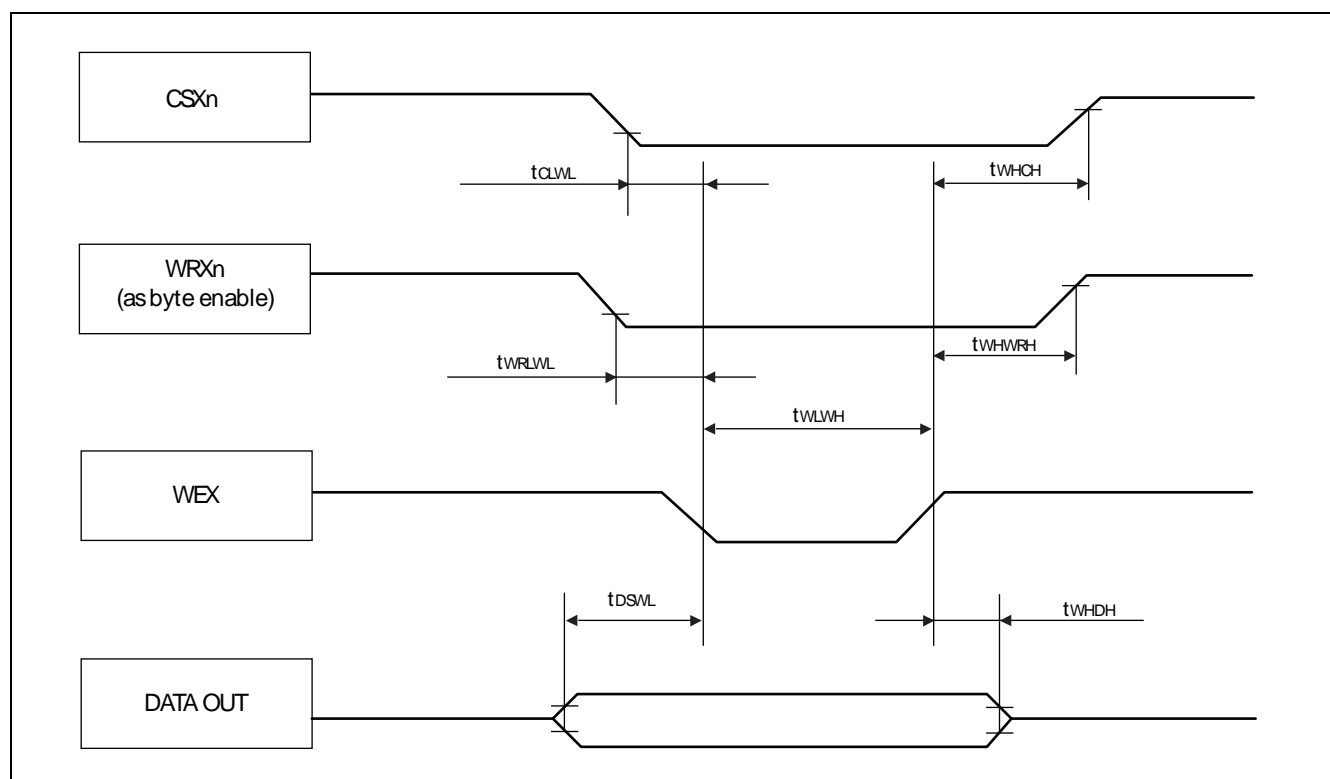 CSXn
tCLWL
tWHCH
WRXn
(as byte enable)
tWRLWL
tWHWRH
tWLWH
WEX
tDSWL
tWHDH
DATA OUT